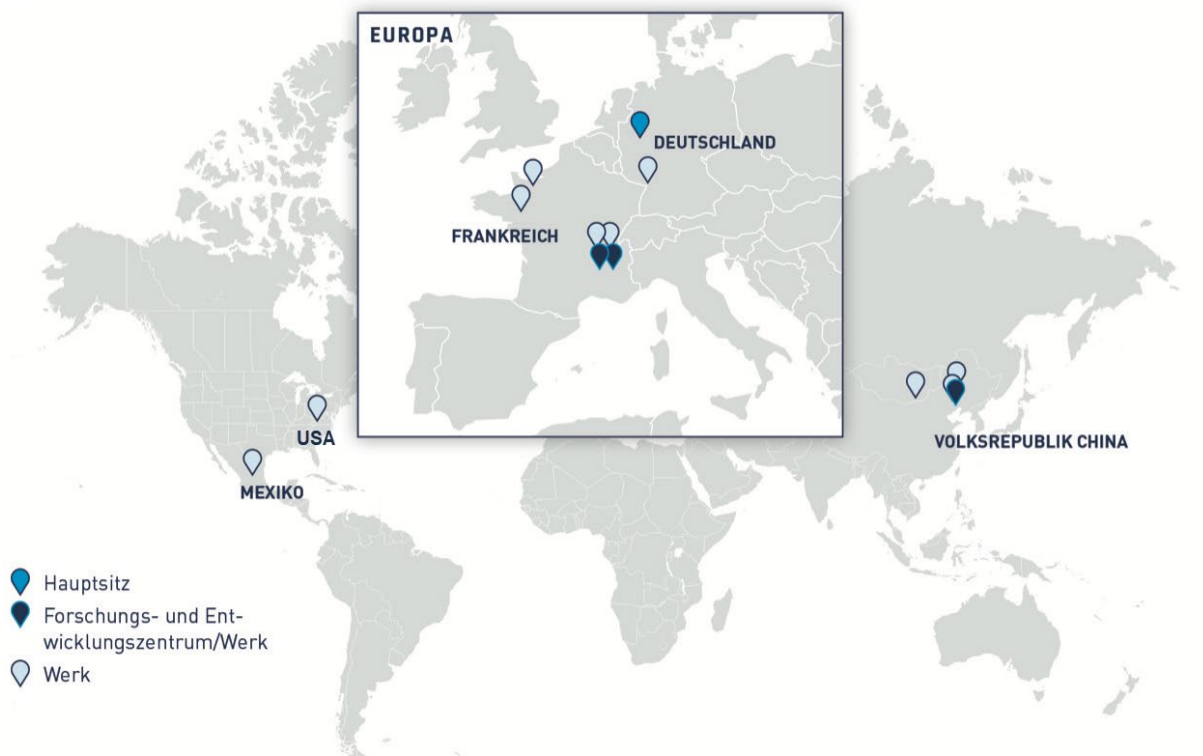 EUROPA
DEUTSCHLAND
FRANKREICH
USA
MEXIKO
VOLKSREPUBLIK CHINA
Hauptsitz
Forschungs- und Ent-
wicklungszentrum/Werk
Werk